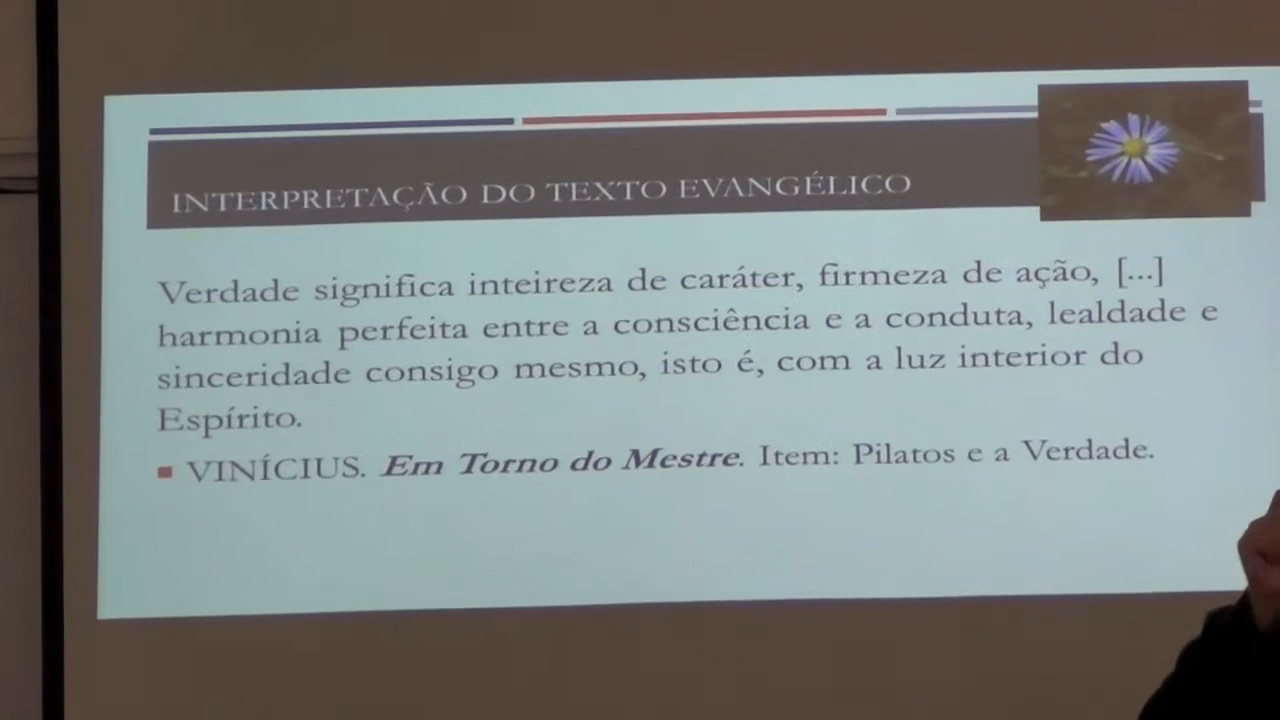 INTERPRETAÇÃO DO TEXTO EVANGÉLICO
Verdade significa inteireza de caráter, firmeza de ação, [...]
harmonia perfeita entre a consciência e a conduta, lealdade e
sinceridade consigo mesmo, isto é, com a luz interior do
Espírito.
VINÍCIUS. Em Torno do Mestre. Item: Pilatos e a Verdade.